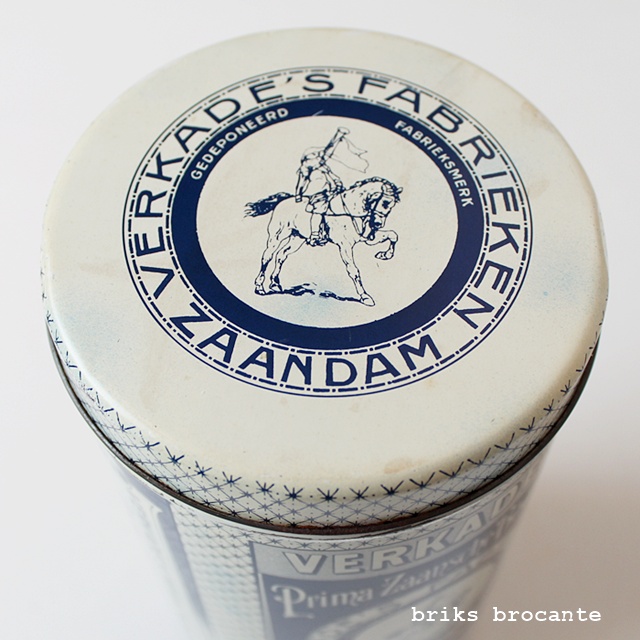 VERKADE'S FABRIEKEN
ZAANDAM
GEDEPONEERD FABRIEKSMERK
VERKADE
Prima
briks brocante